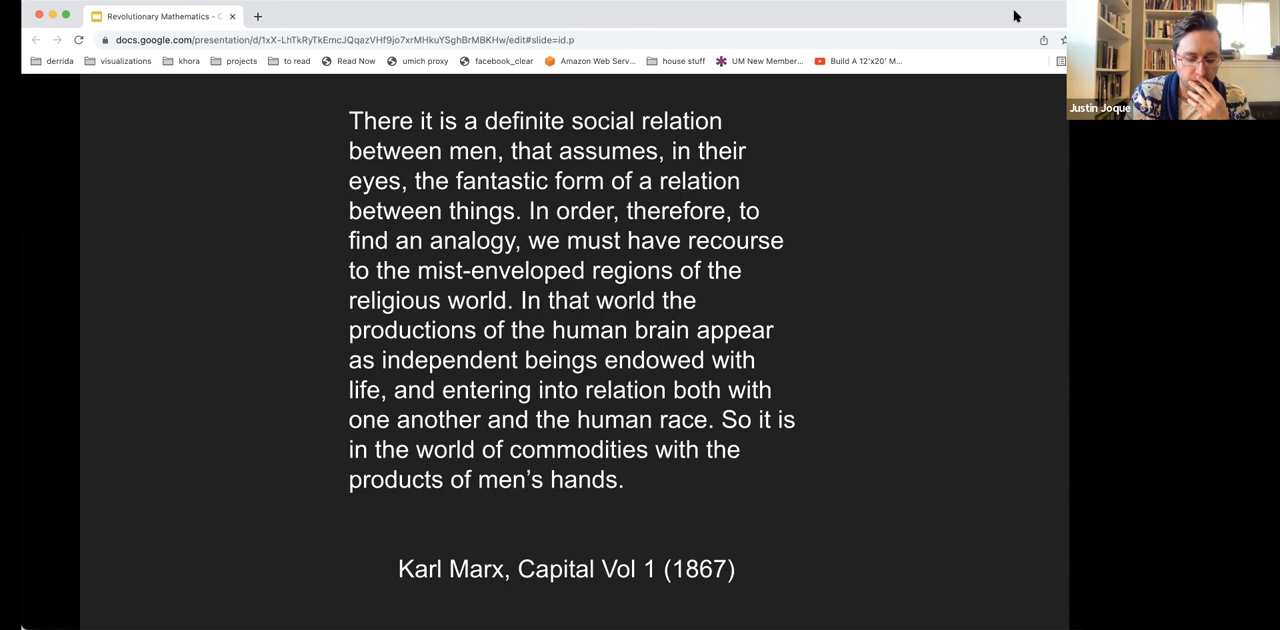 Revolutionary Mathematics -
docs.google.com/presentation/d/1xX-LhTkRyTkEmcJQqazVHf9jo7xrMHkuYSghBrMBKHw/edit#slide=id.p
derrida visualizations khora projects to read Read Now umich proxy facebook_clear Amazon Web Serv... house stuff UM New Member... Build A 12'x20' M...
Justin Joque
There it is a definite social relation
between men, that assumes, in their
eyes, the fantastic form of a relation
between things. In order, therefore, to
find an analogy, we must have recourse
to the mist-enveloped regions of the
religious world. In that world the
productions of the human brain appear
as independent beings endowed with
life, and entering into relation both with
one another and the human race. So it is
in the world of commodities with the
products of men’s hands.
Karl Marx, Capital Vol 1 (1867)